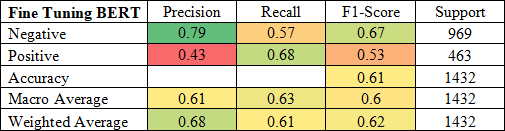 Fine Tuning BERT Precision Recall F1-Score Support
Negative 0.79 0.57 0.67 969
Positive 0.43 0.68 0.53 463
Accuracy 0.61 1432
Macro Average 0.61 0.63 0.6 1432
Weighted Average 0.68 0.61 0.62 1432